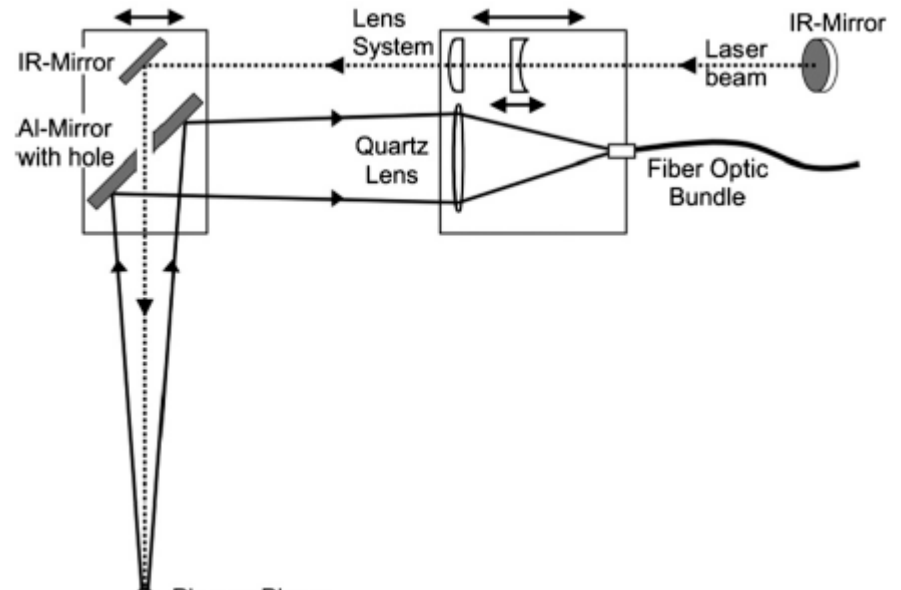 Lens
System
IR-Mirror
IR-Mirror
Laser
beam
Al-Mirror
with hole
Quartz
Lens
Fiber Optic
Bundle